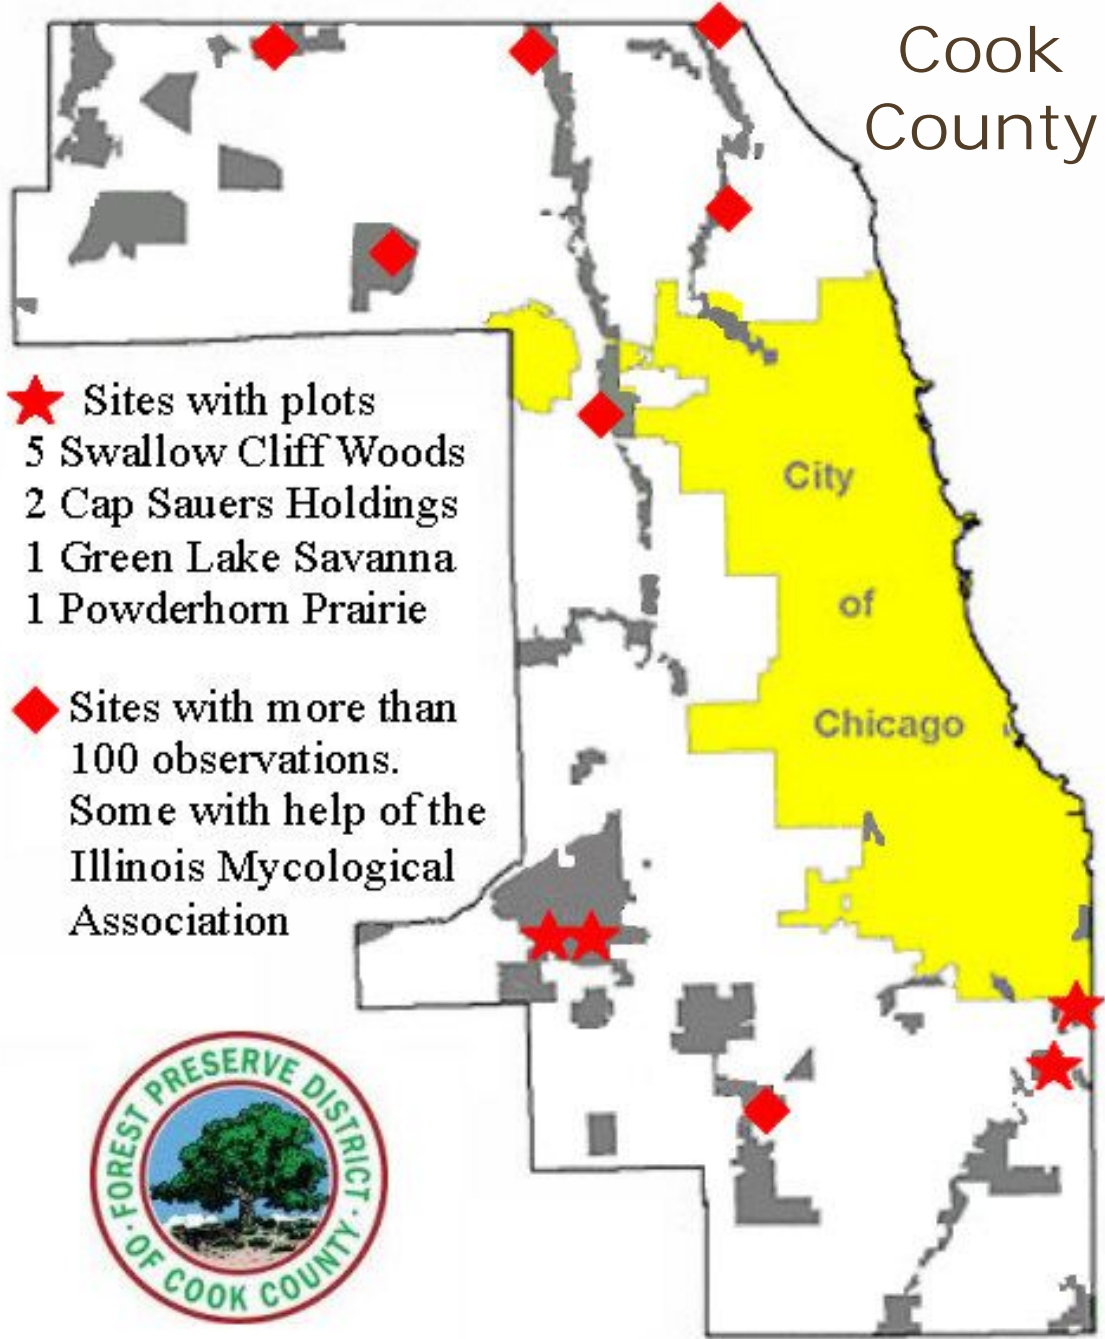 Cook
County
Sites with plots
5 Swallow Cliff Woods
2 Cap Sauers Holdings
1 Green Lake Savanna
1 Powderhorn Prairie
Sites with more than
100 observations.
Some with help of the
Illinois Mycological
Association
City
of
Chicago
FOREST PRESERVE DISTRICT
· OF COOK COUNTY ·